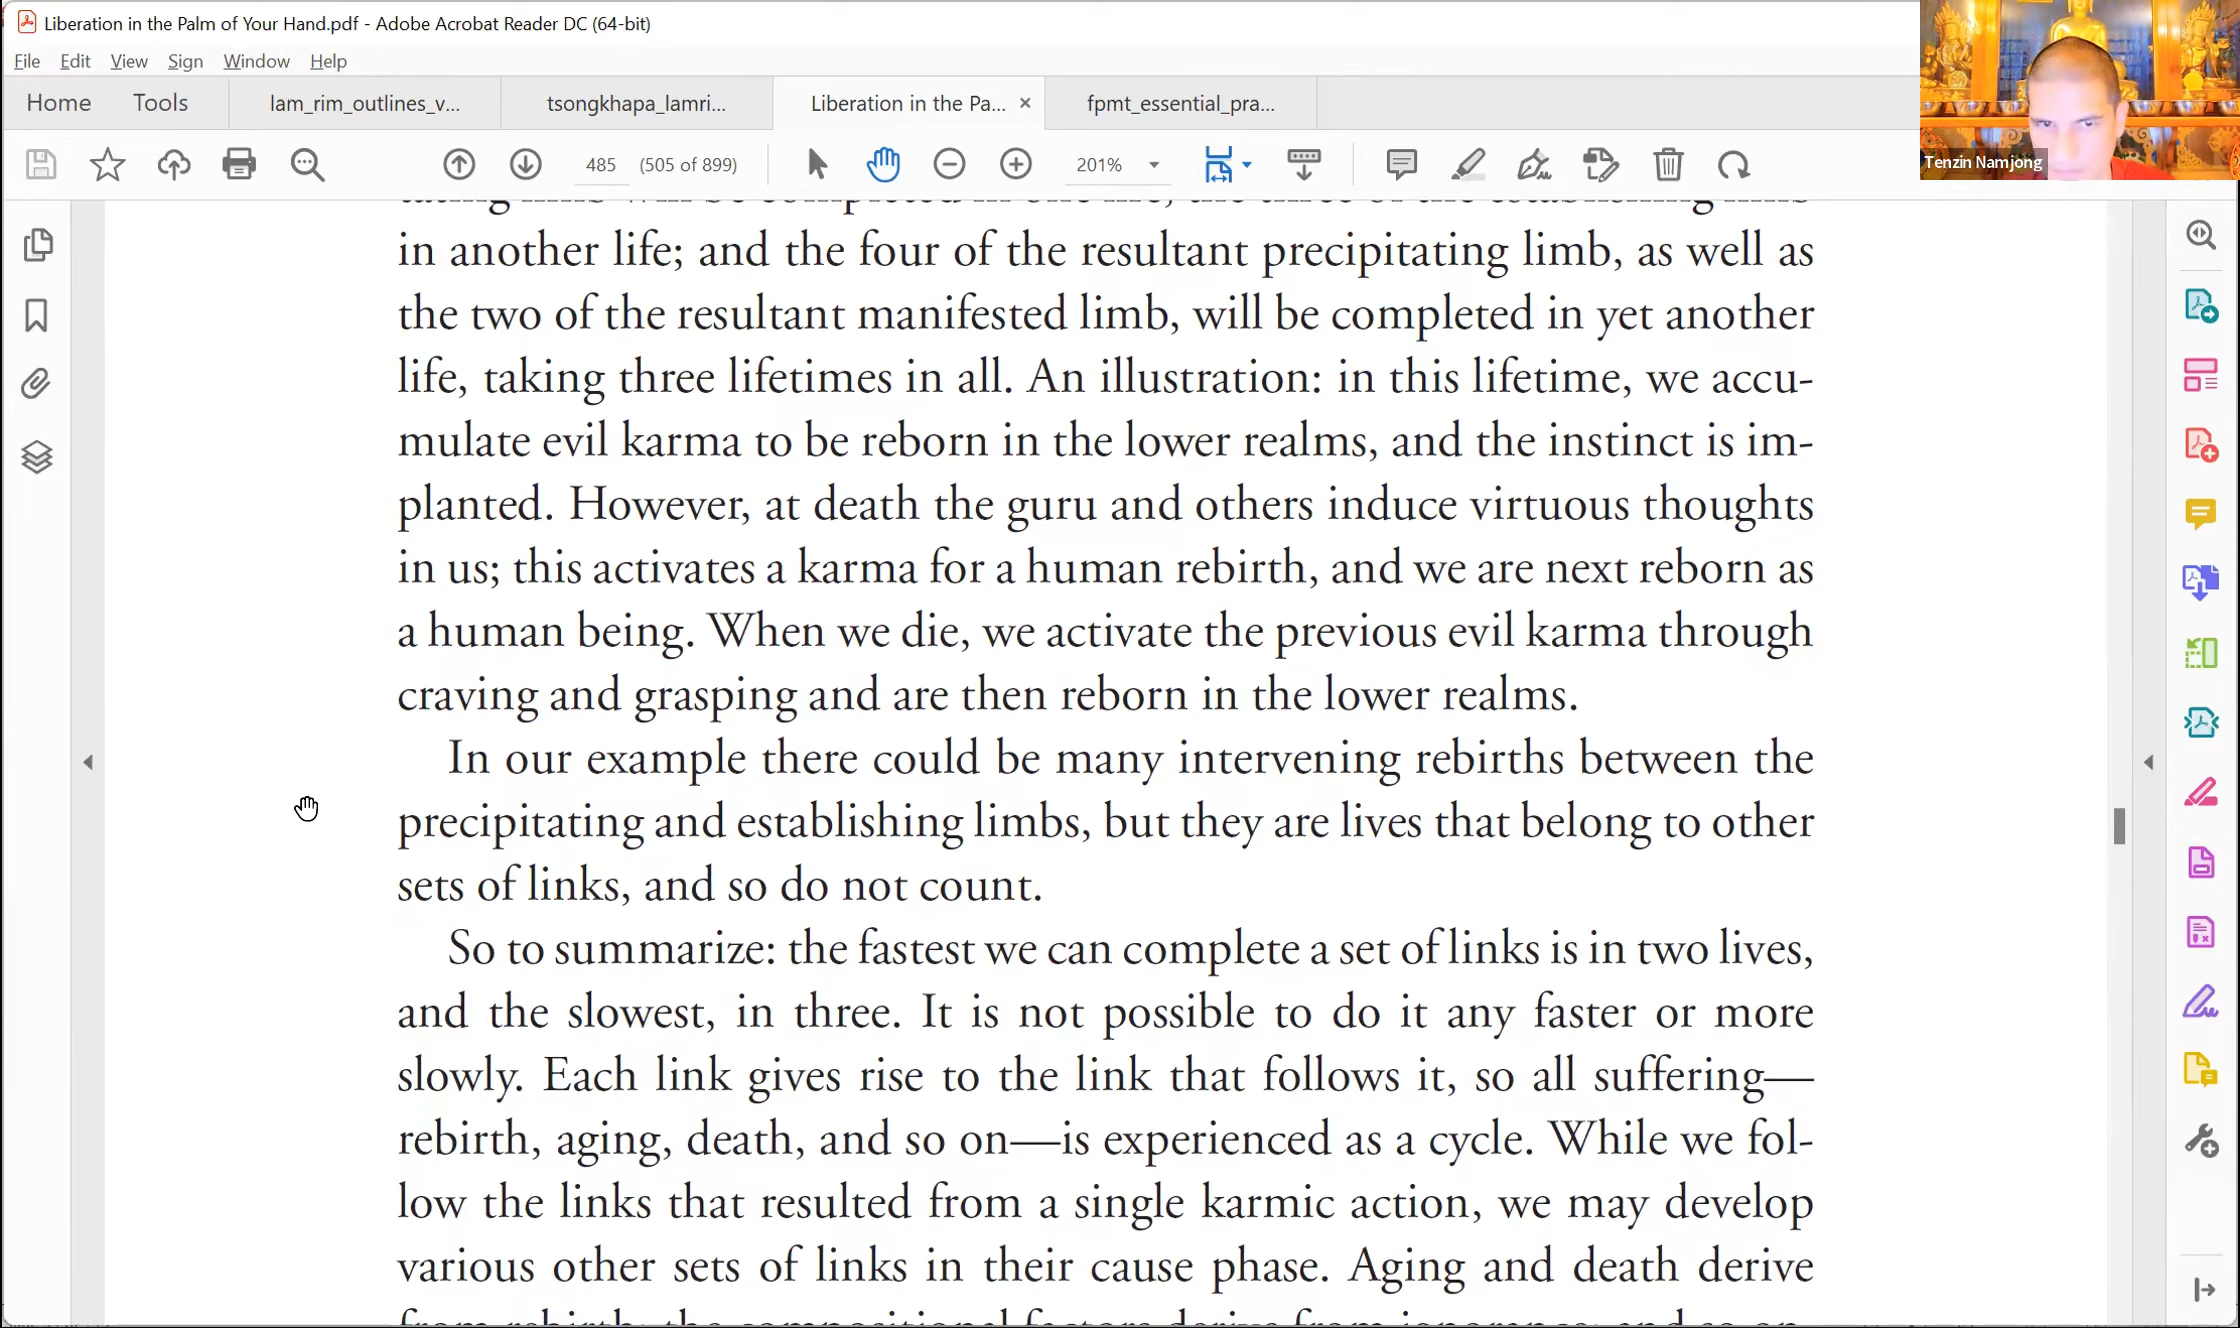 Liberation in the Palm of Your Hand.pdf - Adobe Acrobat Reader DC (64-bit)
File Edit View Sign Window Help
Home Tools lam_rim_outlines_v... tsongkhapa_lamri... Liberation in the Pa... × fpmt_essential_pra...
485 (505 of 899) 201%
Tenzin Namjong
in another life; and the four of the resultant precipitating limb, as well as
the two of the resultant manifested limb, will be completed in yet another
life, taking three lifetimes in all. An illustration: in this lifetime, we accu-
mulate evil karma to be reborn in the lower realms, and the instinct is im-
planted. However, at death the guru and others induce virtuous thoughts
in us; this activates a karma for a human rebirth, and we are next reborn as
a human being. When we die, we activate the previous evil karma through
craving and grasping and are then reborn in the lower realms.
In our example there could be many intervening rebirths between the
precipitating and establishing limbs, but they are lives that belong to other
sets of links, and so do not count.
So to summarize: the fastest we can complete a set of links is in two lives,
and the slowest, in three. It is not possible to do it any faster or more
slowly. Each link gives rise to the link that follows it, so all suffering—
rebirth, aging, death, and so on—is experienced as a cycle. While we fol-
low the links that resulted from a single karmic action, we may develop
various other sets of links in their cause phase. Aging and death derive